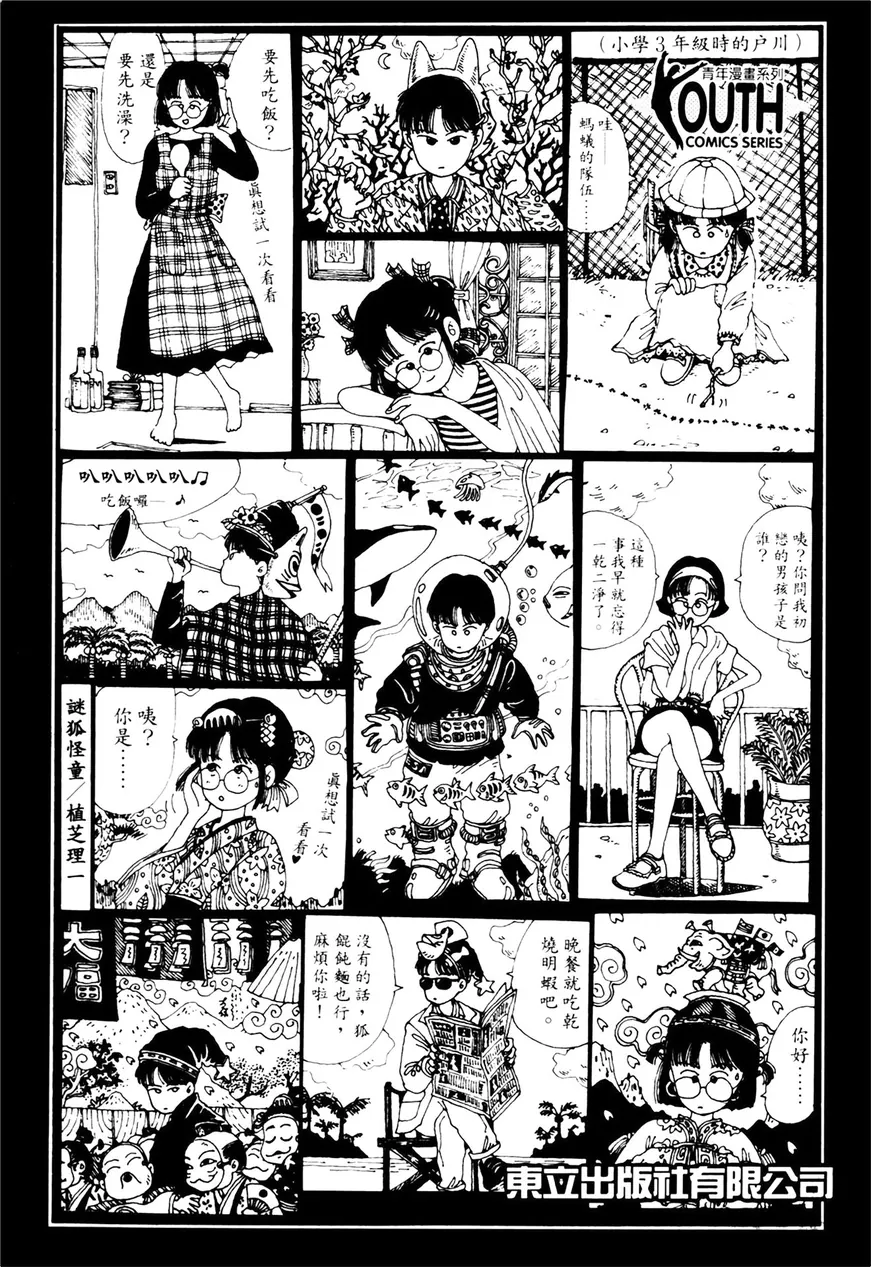 (小學3年級時的户川)
青年漫畫系列
YOUTH
COMICS SERIES
哇—
螞蟻的隊伍……
要先吃飯？
還是
要先洗澡？
真想試一次看看
咦？你問我初
戀的男孩子是
誰？
這種
事我早就忘得
一乾二淨了。
叭叭叭叭叭♫
吃飯囉——♪
咦？
你是……
真想試一次
看看♥
謎狐怪童／植芝理一
你好……
晚餐就吃乾
燒明蝦吧。
沒有的話，狐
餛飩麵也行，
麻煩你啦！
大福
東立出版社有限公司